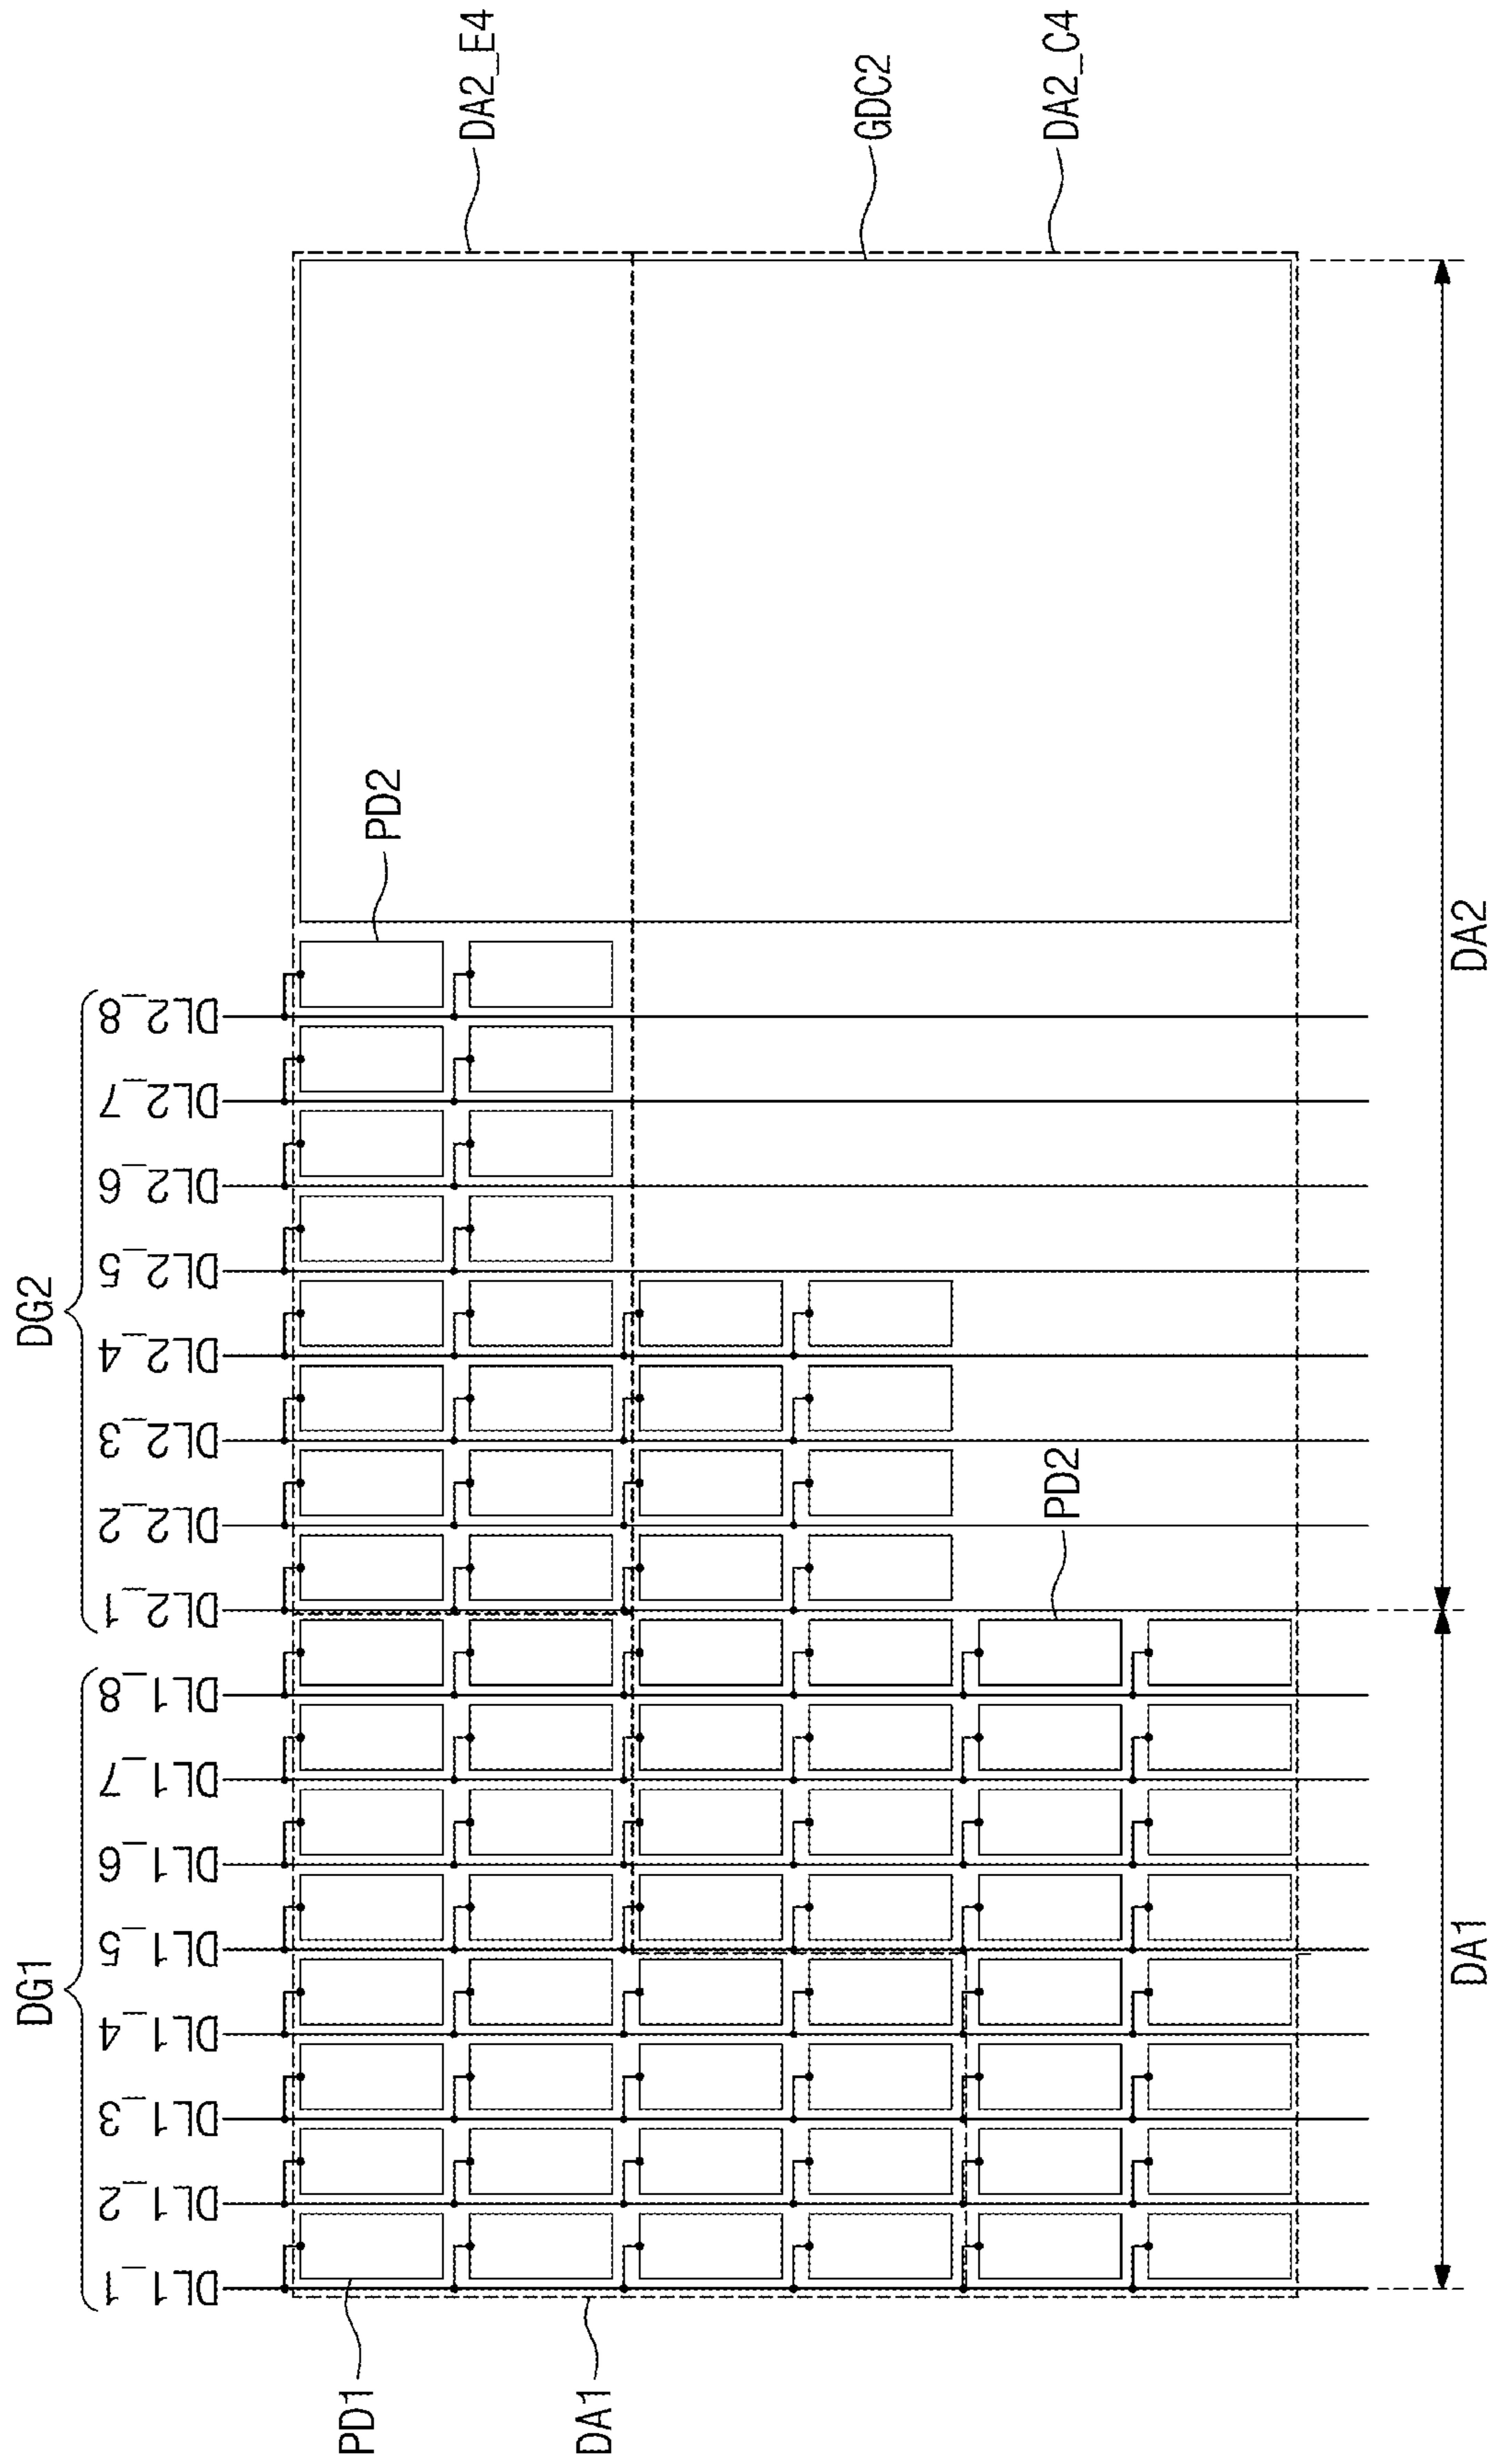 DG1
DG2
DL1_1
DL1_2
DL1_3
DL1_4
DL1_5
DL1_6
DL1_7
DL1_8
DL2_1
DL2_2
DL2_3
DL2_4
DL2_5
DL2_6
DL2_7
DL2_8
PD1
PD2
DA2_E4
DA1
GDC2
PD2
DA2_C4
DA1
DA2